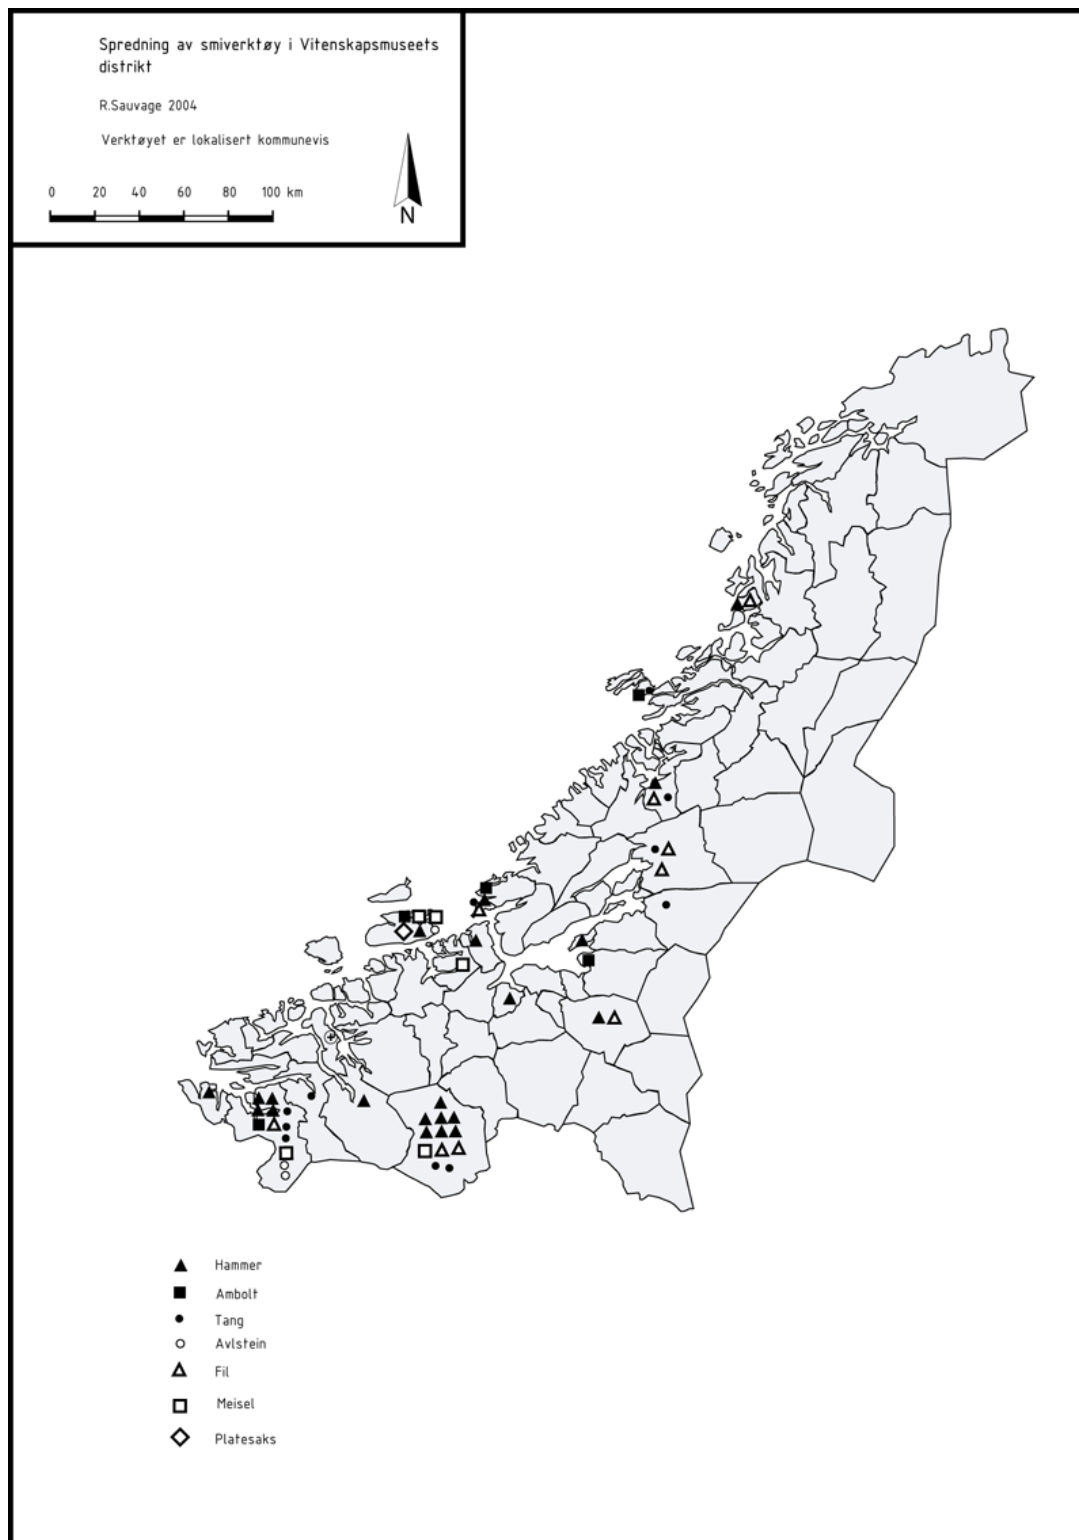 Spredning av smiverktøy i Vitenskapsmuseets
distrikt
R.Sauvage 2004
Verktøyet er lokalisert kommunevis
0 20 40 60 80 100 km
N
Hammer
Ambolt
Tang
Avlstein
Fil
Meisel
Platesaks